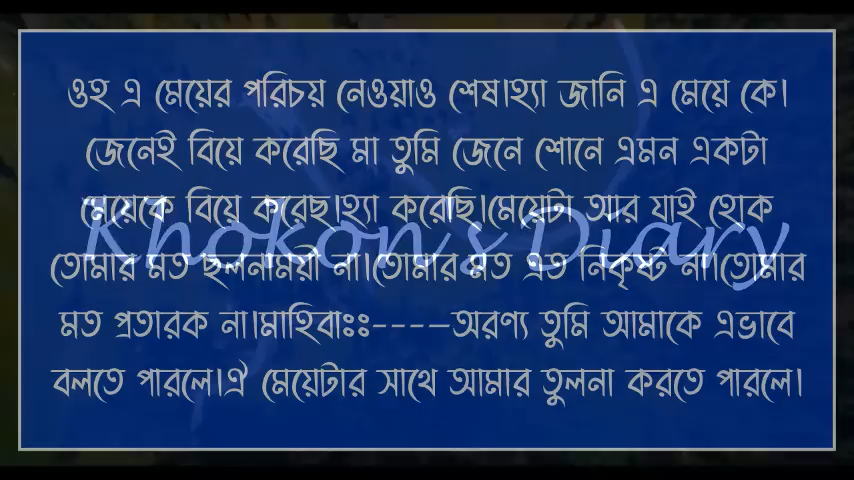 ওহ এ মেয়ের পরিচয় নেওয়াও শেষ।হ্যা জানি এ মেয়ে কে।
জেনেই বিয়ে করেছি মা তুমি জেনে শোনে এমন একটা
মেয়েকে বিয়ে করেছ।হ্যা করেছি।মেয়েটা আর যাই হোক
Khokon's Diary
তোমার মত ছলনাময়ী না।তোমার মত এত নিকৃষ্ট না।তোমার
মত প্রতারক না।মাহিবাঃঃ----অরণ্য তুমি আমাকে এভাবে
বলতে পারলে।ঐ মেয়েটার সাথে আমার তুলনা করতে পারলে।